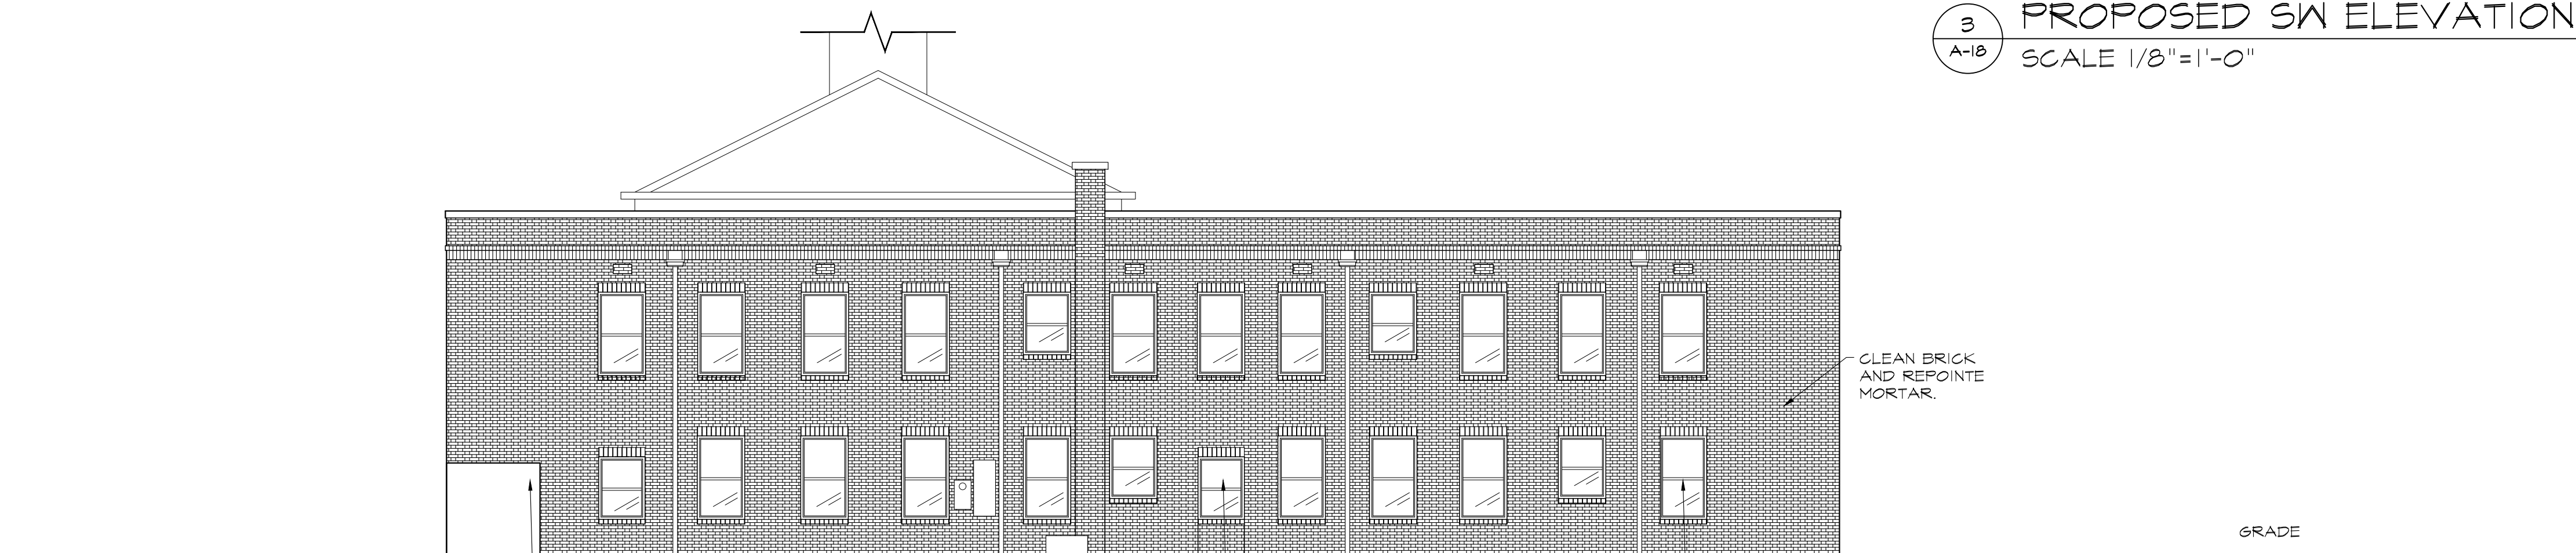 3
A-18
PROPOSED SW ELEVATION
SCALE 1/8"=1'-0"
CLEAN BRICK
AND REPOINTE
MORTAR.
GRADE